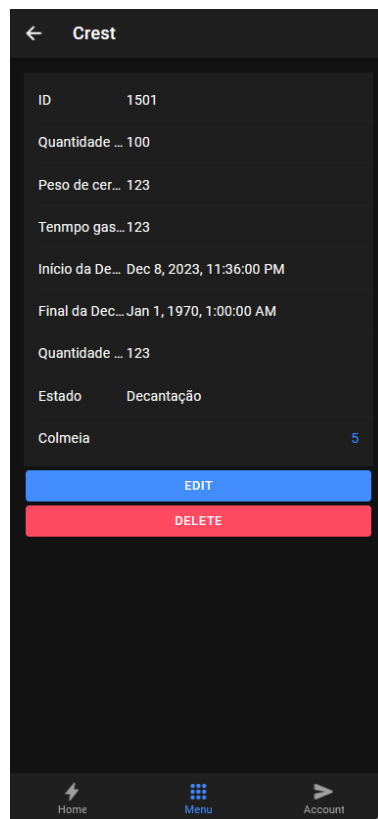 Crest
ID 1501
Quantidade ... 100
Peso de cer... 123
Tenmpo gas... 123
Início da De... Dec 8, 2023, 11:36:00 PM
Final da Dec... Jan 1, 1970, 1:00:00 AM
Quantidade ... 123
Estado Decantação
Colmeia 5
EDIT
DELETE
Home Menu Account